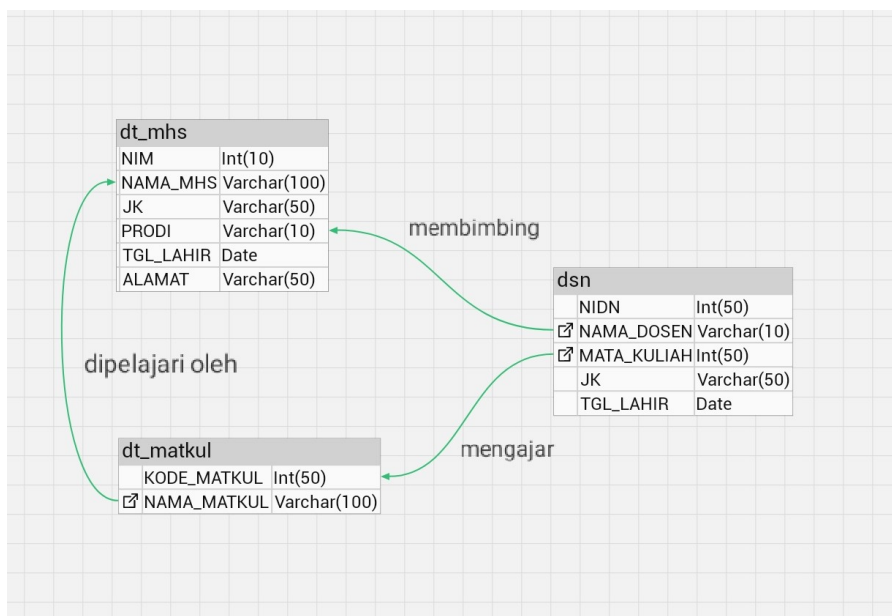 dt_mhs
NIM Int(10)
NAMA_MHS Varchar(100)
JK Varchar(50)
PRODI Varchar(10)
TGL_LAHIR Date
ALAMAT Varchar(50)
membimbing
dsn
NIDN Int(50)
NAMA_DOSEN Varchar(10)
MATA_KULIAH Int(50)
JK Varchar(50)
TGL_LAHIR Date
dipelajari oleh
mengajar
dt_matkul
KODE_MATKUL Int(50)
NAMA_MATKUL Varchar(100)